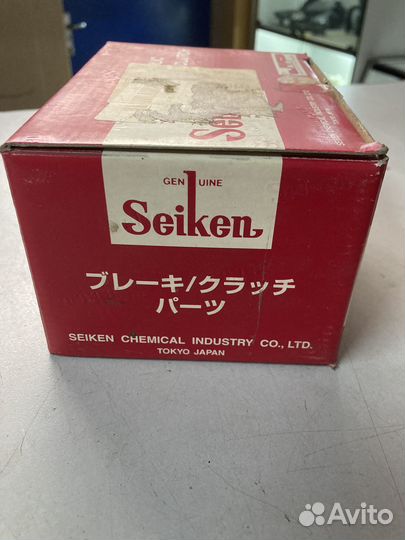 GENUINE
Seiken
ブレーキ/クラッチ
パーツ
SEIKEN CHEMICAL INDUSTRY CO., LTD.
TOKYO JAPAN
Avito